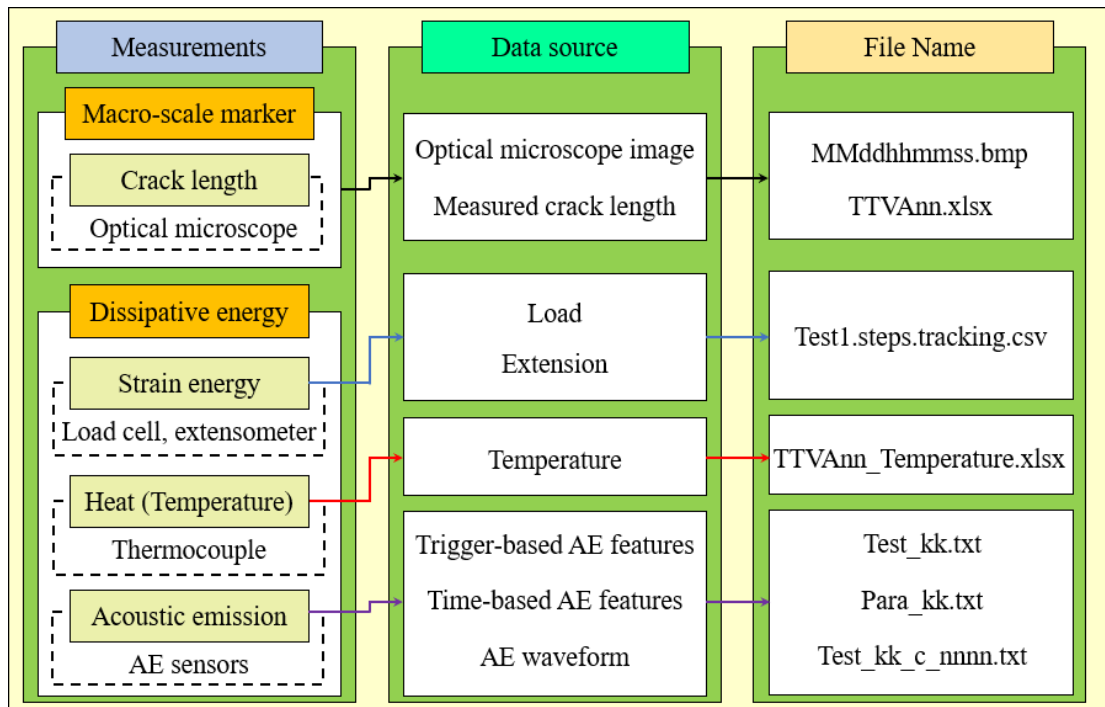 Measurements
Macro-scale marker
Crack length
Optical microscope
Dissipative energy
Strain energy
Load cell, extensometer
Heat (Temperature)
Thermocouple
Acoustic emission
AE sensors
Data source
Optical microscope image
Measured crack length
Load
Extension
Temperature
Trigger-based AE features
Time-based AE features
AE waveform
File Name
MMddhhmmss.bmp
TTVAnn.xlsx
Test1.steps.tracking.csv
TTVAnn_Temperature.xlsx
Test_kk.txt
Para_kk.txt
Test_kk_c_nnnn.txt